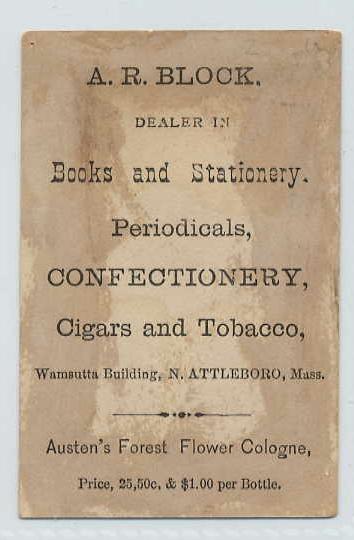 A. R. BLOCK.
DEALER IN
Books and Stationery.
Periodicals,
CONFECTIONERY,
Cigars and Tobacco,
Wamsutta Building, N. ATTLEBORO, Mass.
Austen's Forest Flower Cologne,
Price, 25,50c, & $1.00 per Bottle.